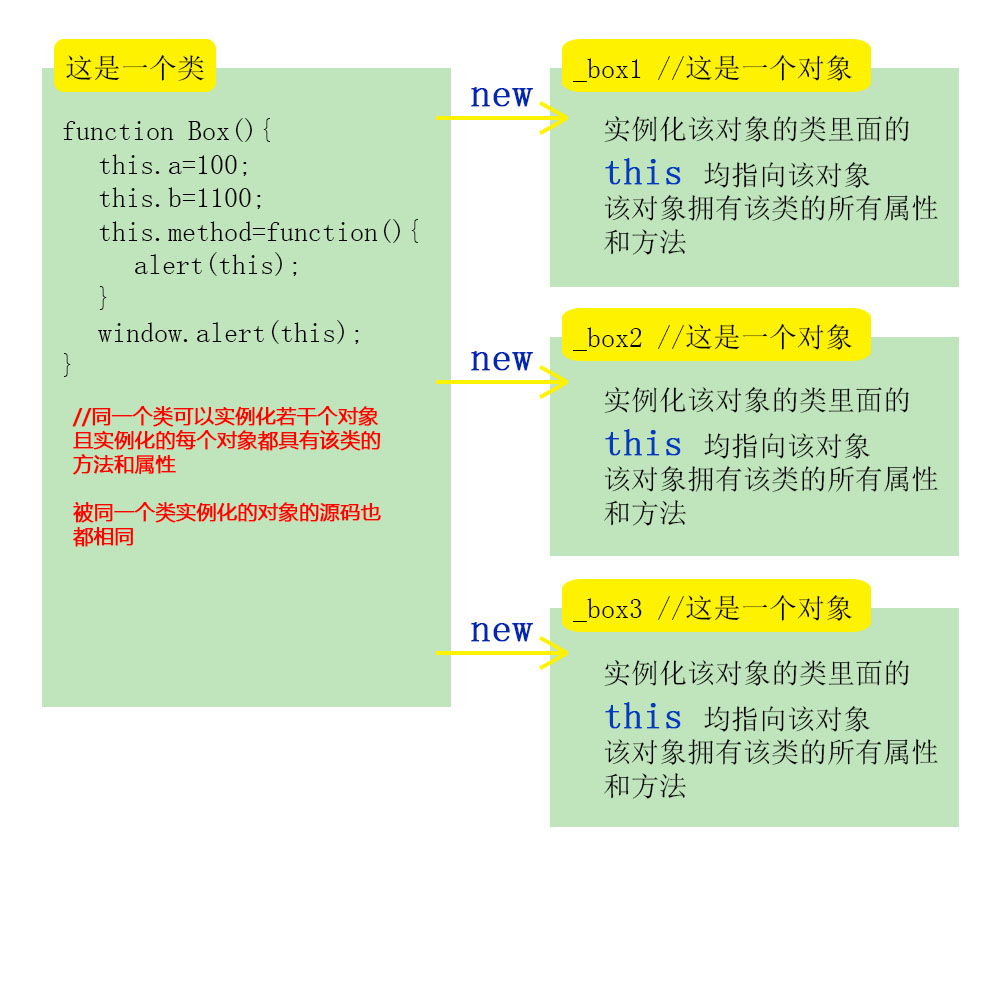 这是一个类
function Box(){
this.a=100;
this.b=1100;
this.method=function(){
alert(this);
}
window.alert(this);
}
//同一个类可以实例化若干个对象
且实例化的每个对象都具有该类的
方法和属性
被同一个类实例化的对象的源码也
都相同
new
_box1 //这是一个对象
实例化该对象的类里面的
this 均指向该对象
该对象拥有该类的所有属性
和方法
new
_box2 //这是一个对象
实例化该对象的类里面的
this 均指向该对象
该对象拥有该类的所有属性
和方法
new
_box3 //这是一个对象
实例化该对象的类里面的
this 均指向该对象
该对象拥有该类的所有属性
和方法